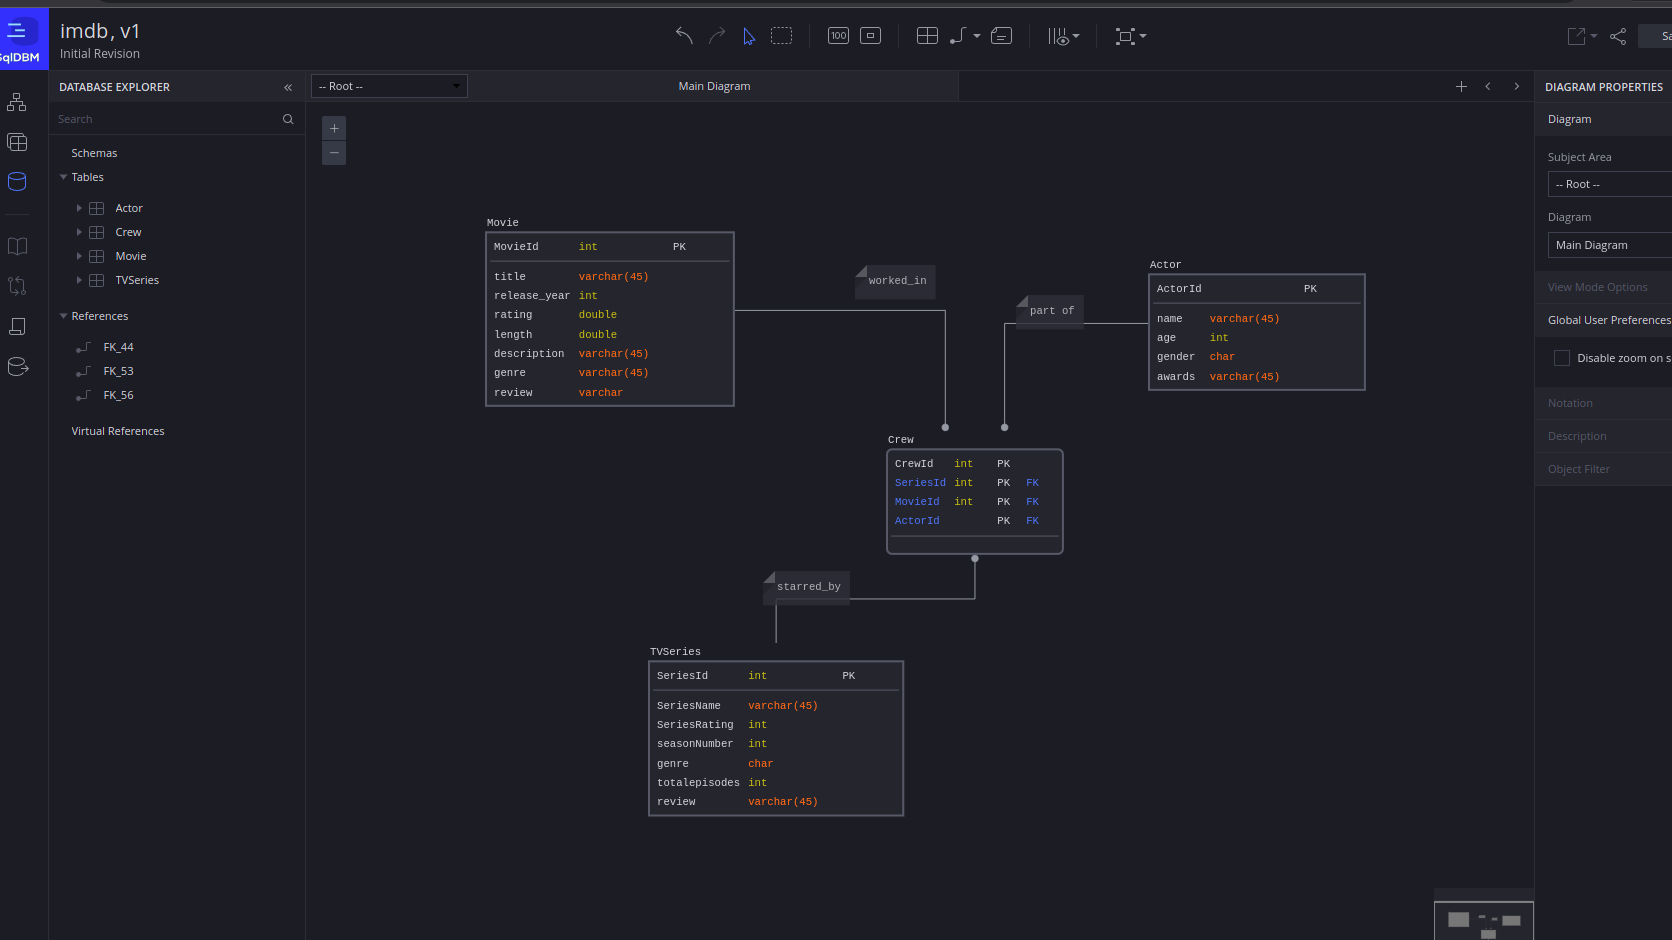 imdb, v1
Initial Revision
SqlDBM
100
DATABASE EXPLORER
«
-- Root --
Main Diagram
DIAGRAM PROPERTIES
Search
Diagram
Schemas
Tables
Actor
Crew
Movie
TVSeries
References
FK_44
FK_53
FK_56
Virtual References
Movie
MovieId int PK
title varchar(45)
release_year int
rating double
length double
description varchar(45)
genre varchar(45)
review varchar
worked_in
part of
Actor
ActorId PK
name varchar(45)
age int
gender char
awards varchar(45)
Crew
CrewId int PK
SeriesId int PK FK
MovieId int PK FK
ActorId PK FK
starred_by
TVSeries
SeriesId int PK
SeriesName varchar(45)
SeriesRating int
seasonNumber int
genre char
totalepisodes int
review varchar(45)
Subject Area
-- Root --
Diagram
Main Diagram
View Mode Options
Global User Preferences
Disable zoom on s
Notation
Description
Object Filter